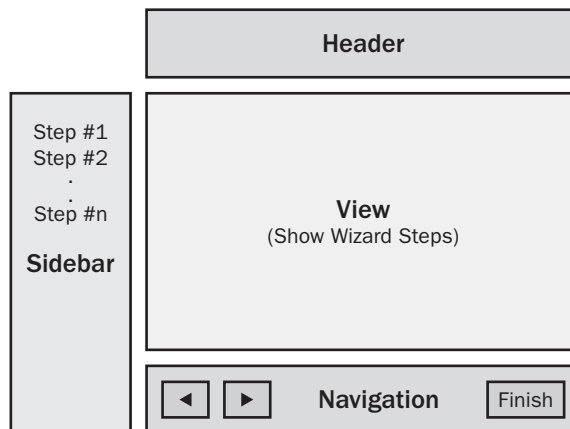 Header
Step #1
Step #2
.
.
Step #n
Sidebar
View
(Show Wizard Steps)
Navigation
Finish